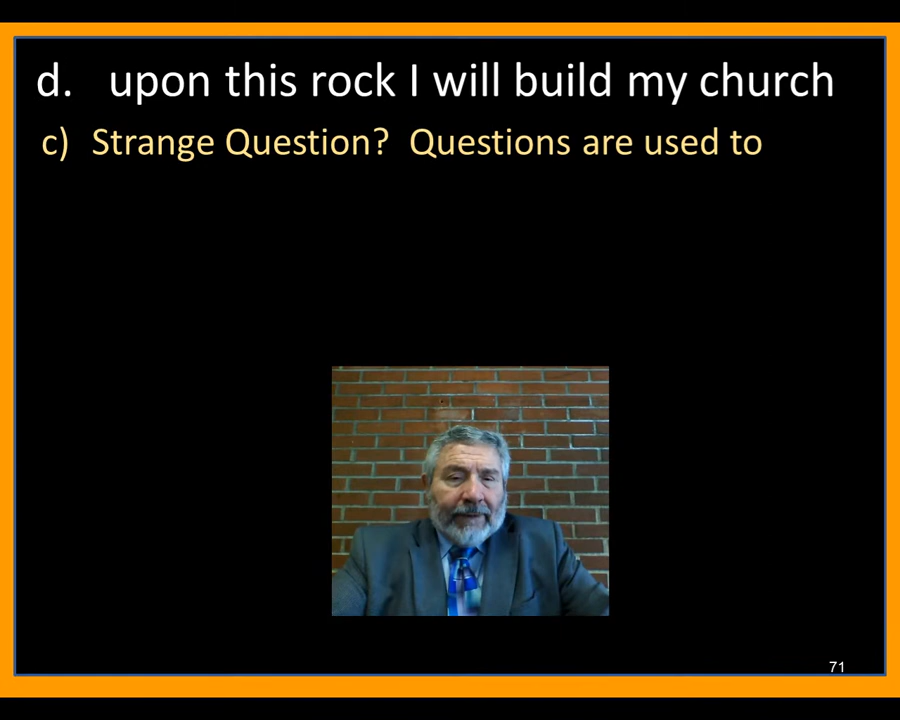 d. upon this rock I will build my church
c) Strange Question? Questions are used to
71